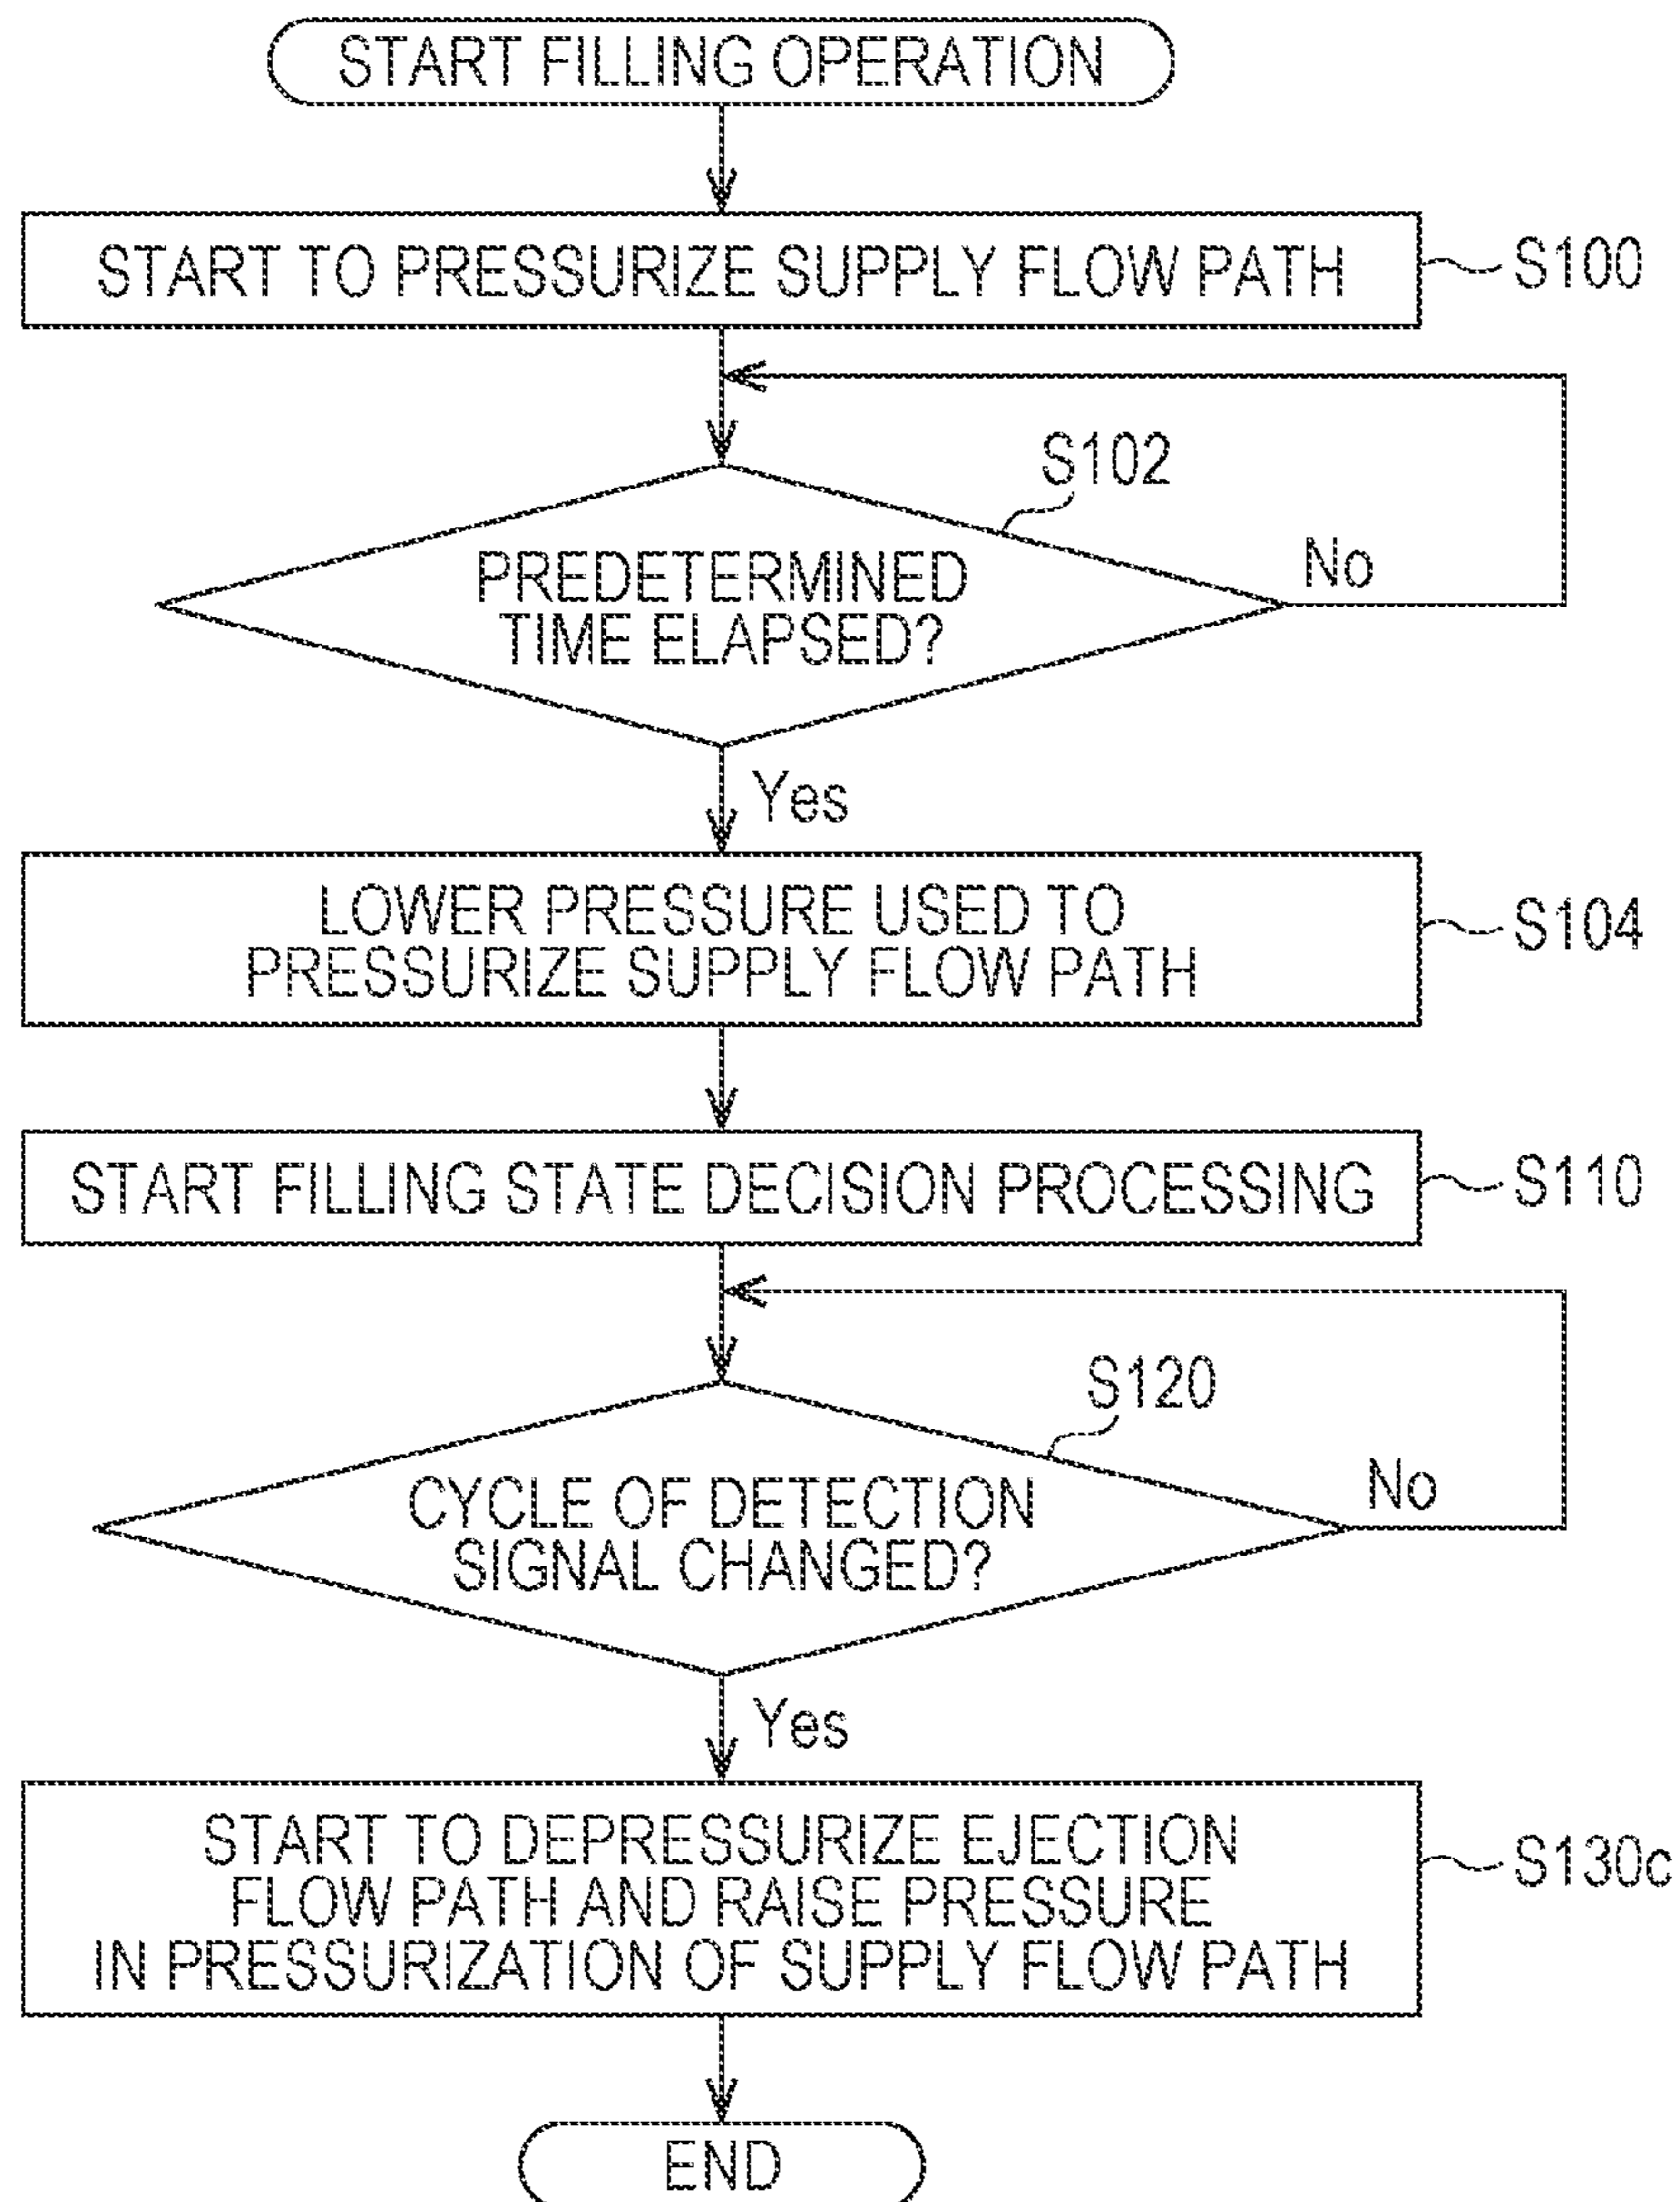 START FILLING OPERATION
START TO PRESSURIZE SUPPLY FLOW PATH
S100
S102
PREDETERMINED
TIME ELAPSED?
No
Yes
LOWER PRESSURE USED TO
PRESSURIZE SUPPLY FLOW PATH
S104
START FILLING STATE DECISION PROCESSING
S110
S120
CYCLE OF DETECTION
SIGNAL CHANGED?
No
Yes
START TO DEPRESSURIZE EJECTION
FLOW PATH AND RAISE PRESSURE
IN PRESSURIZATION OF SUPPLY FLOW PATH
S130c
END